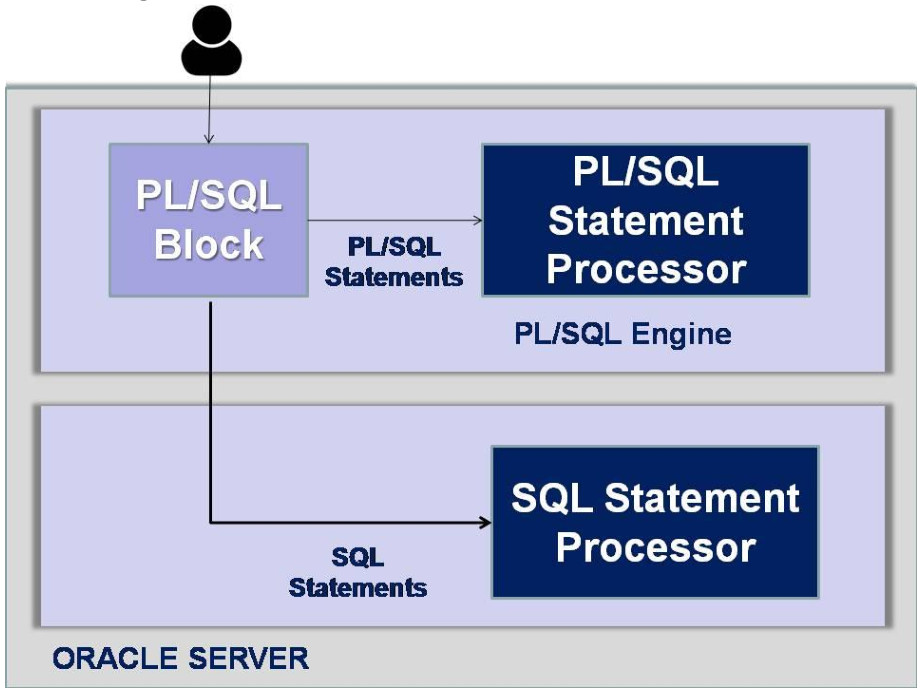 PL/SQL
Block
PL/SQL
Statements
PL/SQL
Statement
Processor
PL/SQL Engine
SQL Statement
Processor
SQL
Statements
ORACLE SERVER